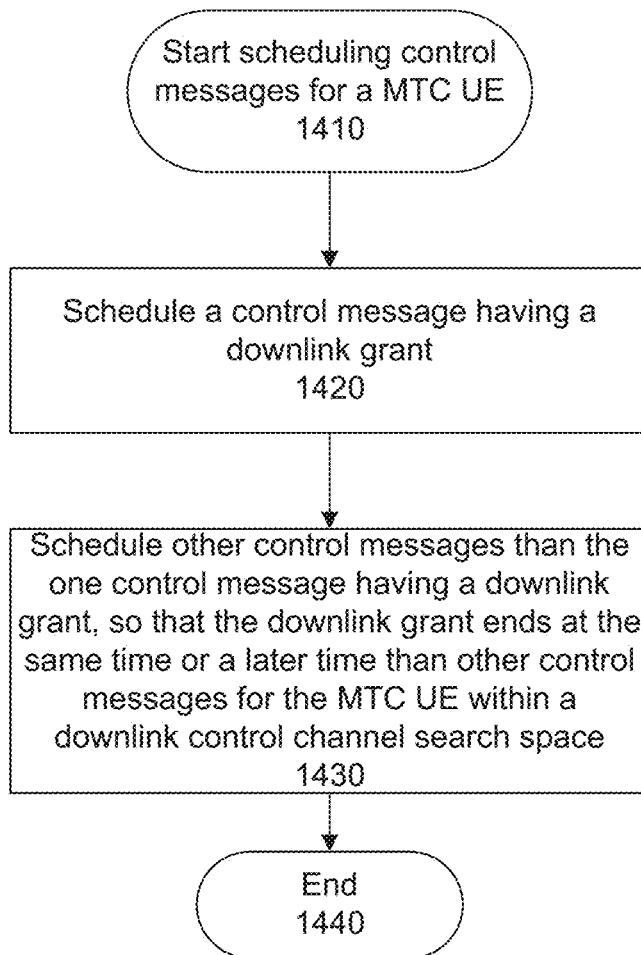 Start scheduling control
messages for a MTC UE
1410
Schedule a control message having a
downlink grant
1420
Schedule other control messages than the
one control message having a downlink
grant, so that the downlink grant ends at the
same time or a later time than other control
messages for the MTC UE within a
downlink control channel search space
1430
End
1440